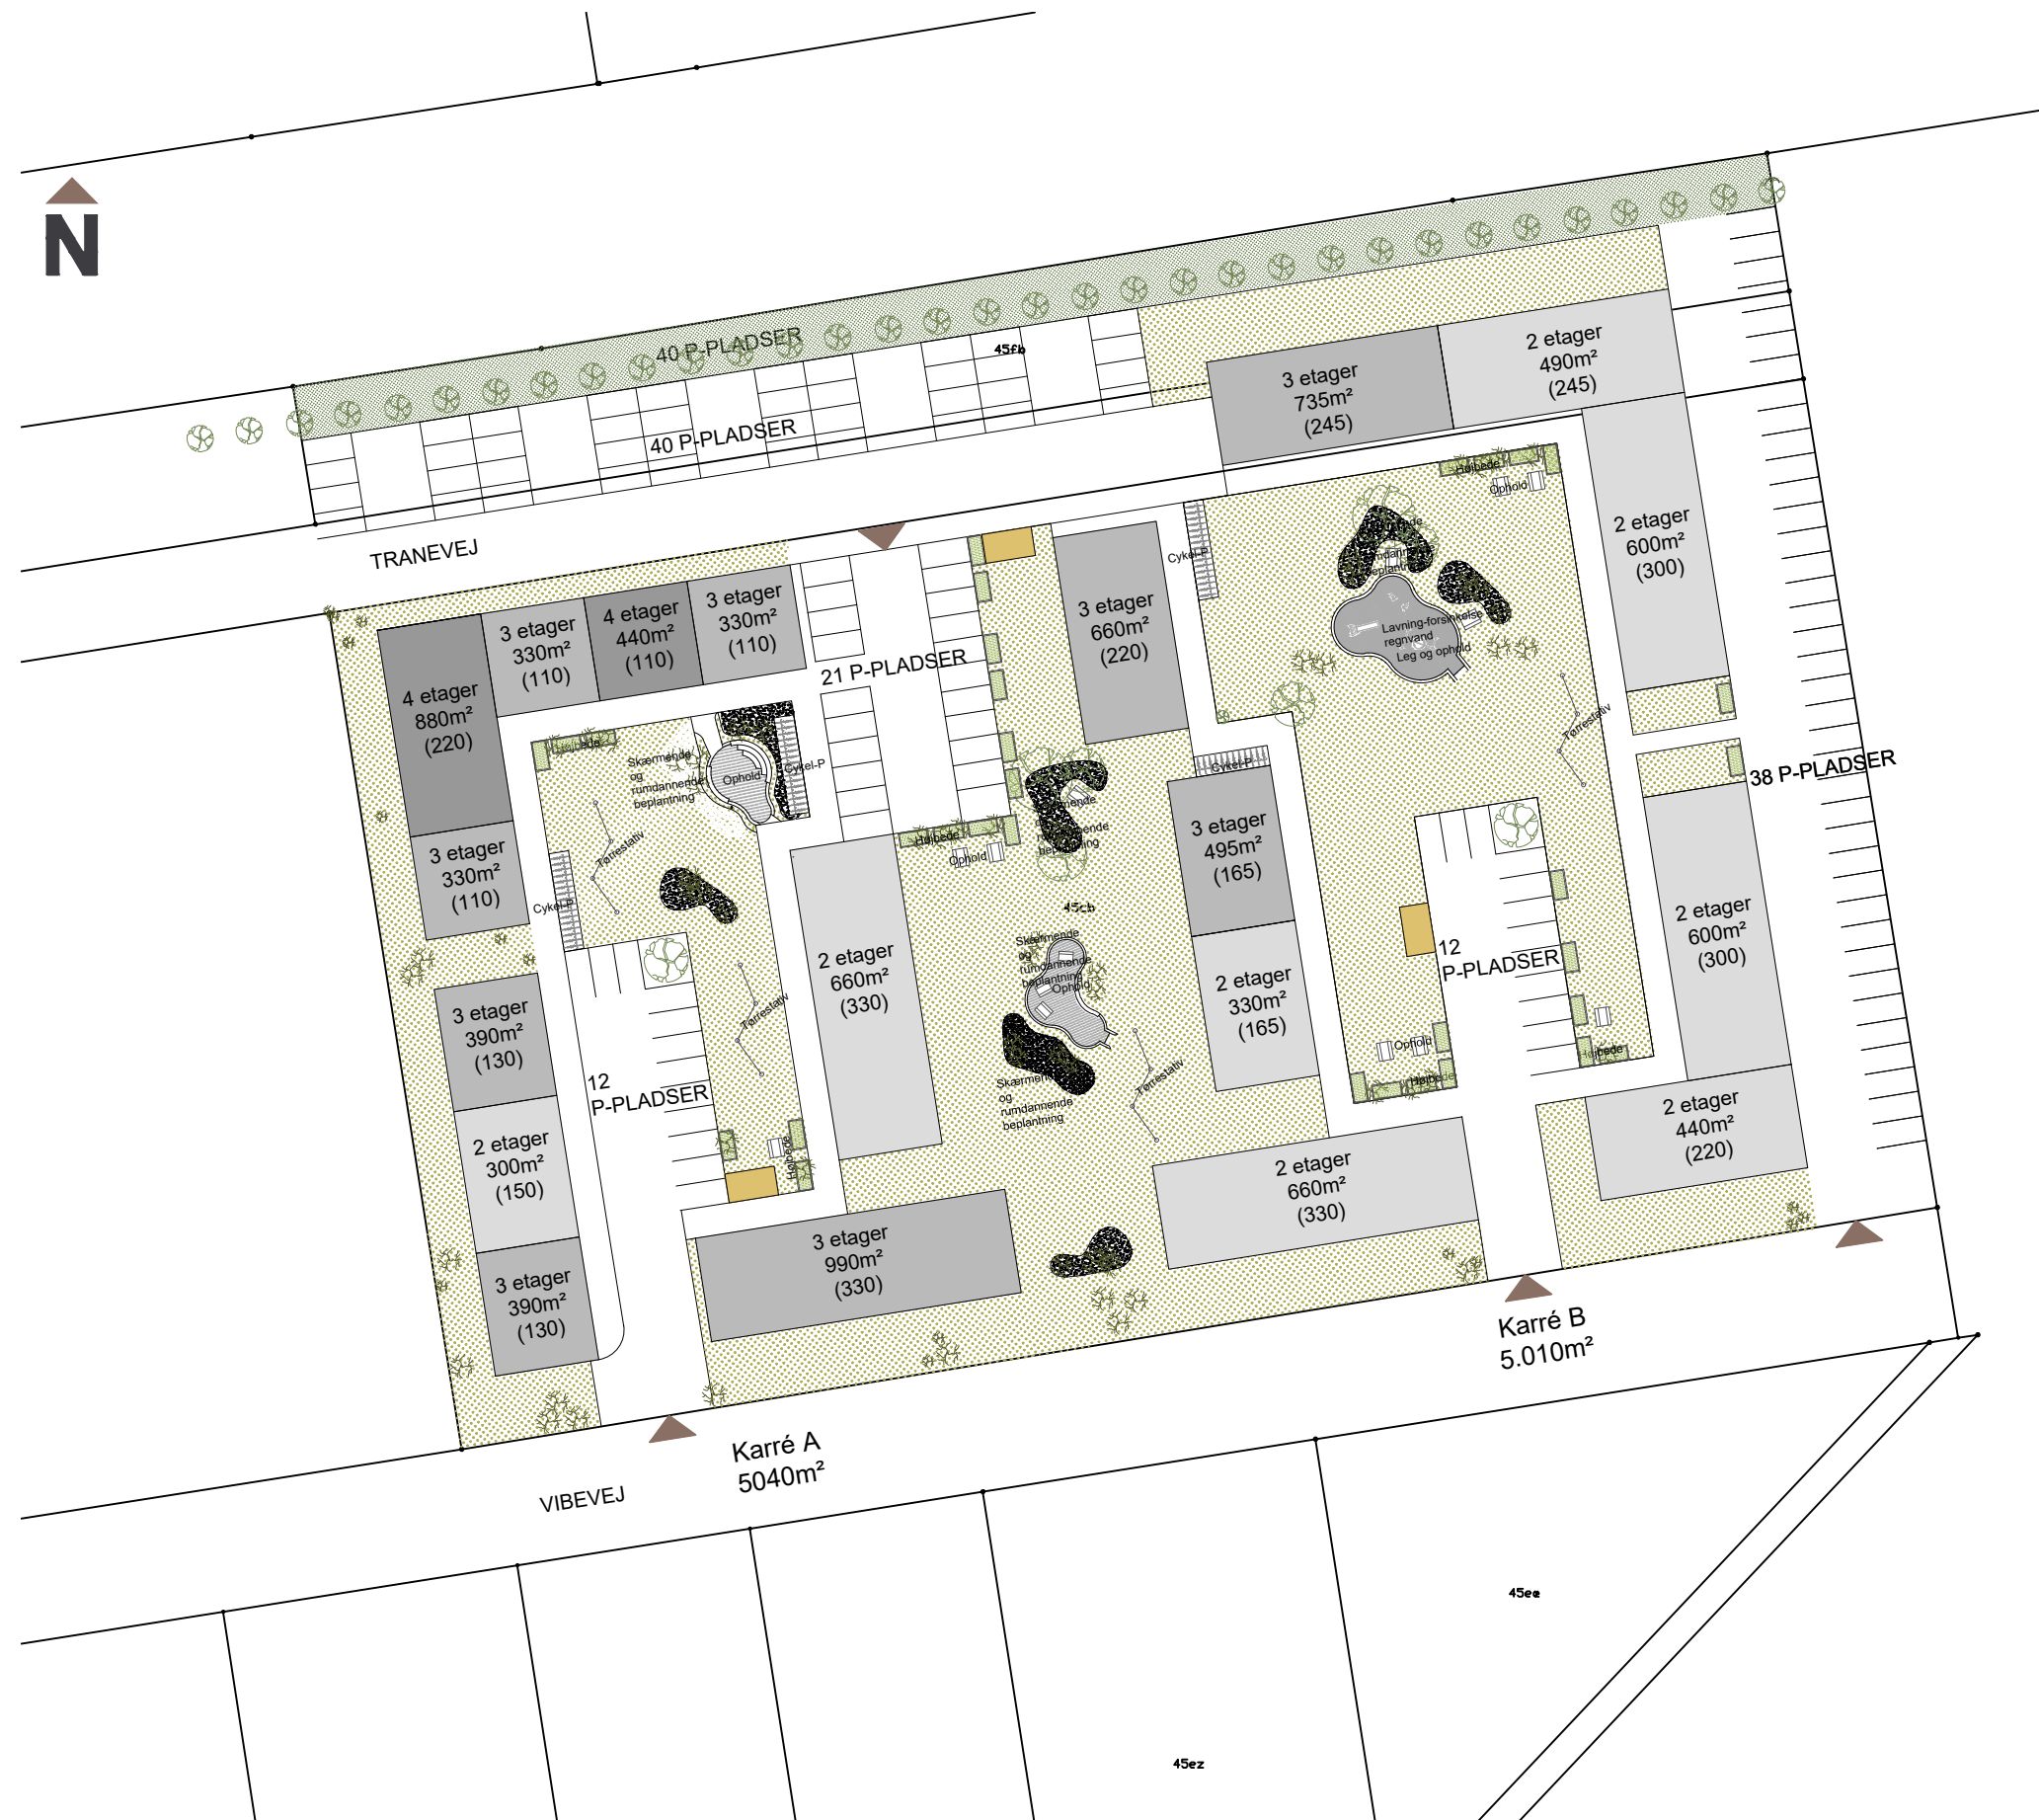 N
40 P-PLADSER
45fb
40 P-PLADSER
TRANEVEJ
2 etager
490m²
(245)
3 etager
735m²
(245)
Højbede
Ophold
2 etager
600m²
(300)
Cykel-P
Lavning-forsinkelse
regnvand
Leg og ophold
Tørrestativ
3 etager
660m²
(220)
3 etager
330m²
(110)
4 etager
440m²
(110)
3 etager
330m²
(110)
4 etager
880m²
(220)
21 P-PLADSER
Højbede
Skærmende
og
rumdannende
beplantning
Ophold
Cykel-P
Tørrestativ
3 etager
330m²
(110)
Cykel-P
Højbede
Ophold
Cykel-P
38 P-PLADSER
3 etager
495m²
(165)
45ch
12
P-PLADSER
2 etager
600m²
(300)
2 etager
660m²
(330)
Skærmende
og
rumdannende
beplantning
Ophold
2 etager
330m²
(165)
Tørrestativ
3 etager
390m²
(130)
12
P-PLADSER
Skærmende
og
rumdannende
beplantning
Tørrestativ
Ophold
Højbede
Højbede
2 etager
440m²
(220)
2 etager
300m²
(150)
Højbede
2 etager
660m²
(330)
3 etager
990m²
(330)
3 etager
390m²
(130)
Karré B
5.010m²
Karré A
5040m²
VIBEVEJ
45eæ
45ez